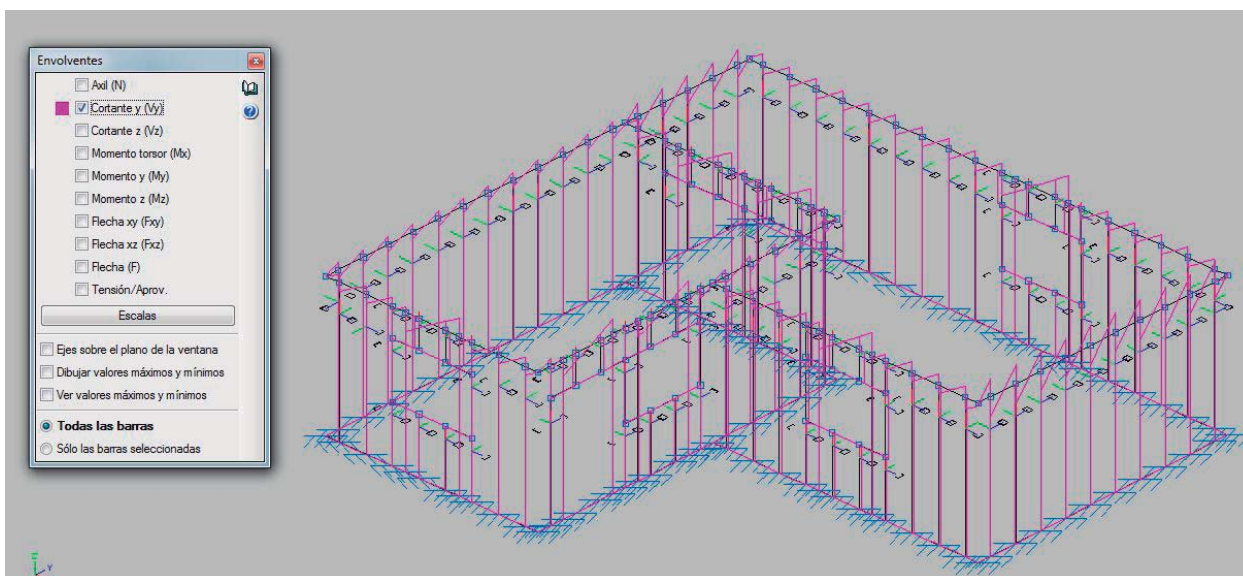 Envolventes
Axil (N)
Cortante y (Vy)
Cortante z (Vz)
Momento torsor (Mx)
Momento y (My)
Momento z (Mz)
Flecha xy (Fxy)
Flecha xz (Fxz)
Flecha (F)
Tensión/Aprov.
Escalas
Ejes sobre el plano de la ventana
Dibujar valores máximos y mínimos
Ver valores máximos y mínimos
Todas las barras
Sólo las barras seleccionadas
Z
Y